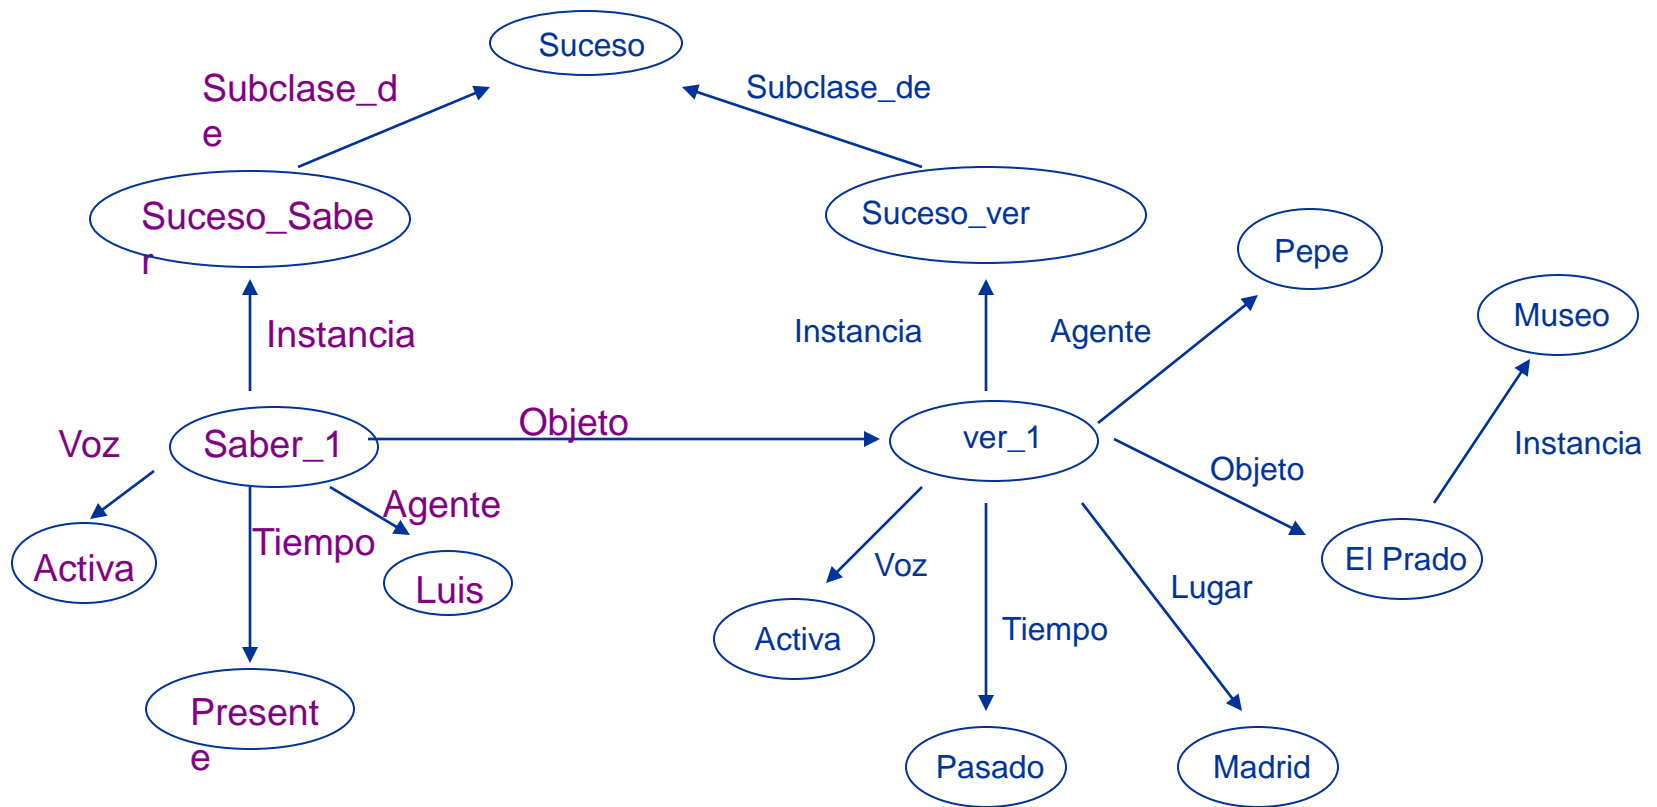 Suceso
Subclase_d
e
Subclase_de
Suceso_Sabe
r
Suceso_ver
Pepe
Museo
Instancia
Instancia
Agente
Instancia
Objeto
Voz
Saber_1
ver_1
Objeto
Agente
Tiempo
Activa
Luis
Voz
El Prado
Lugar
Activa
Tiempo
Present
e
Pasado
Madrid